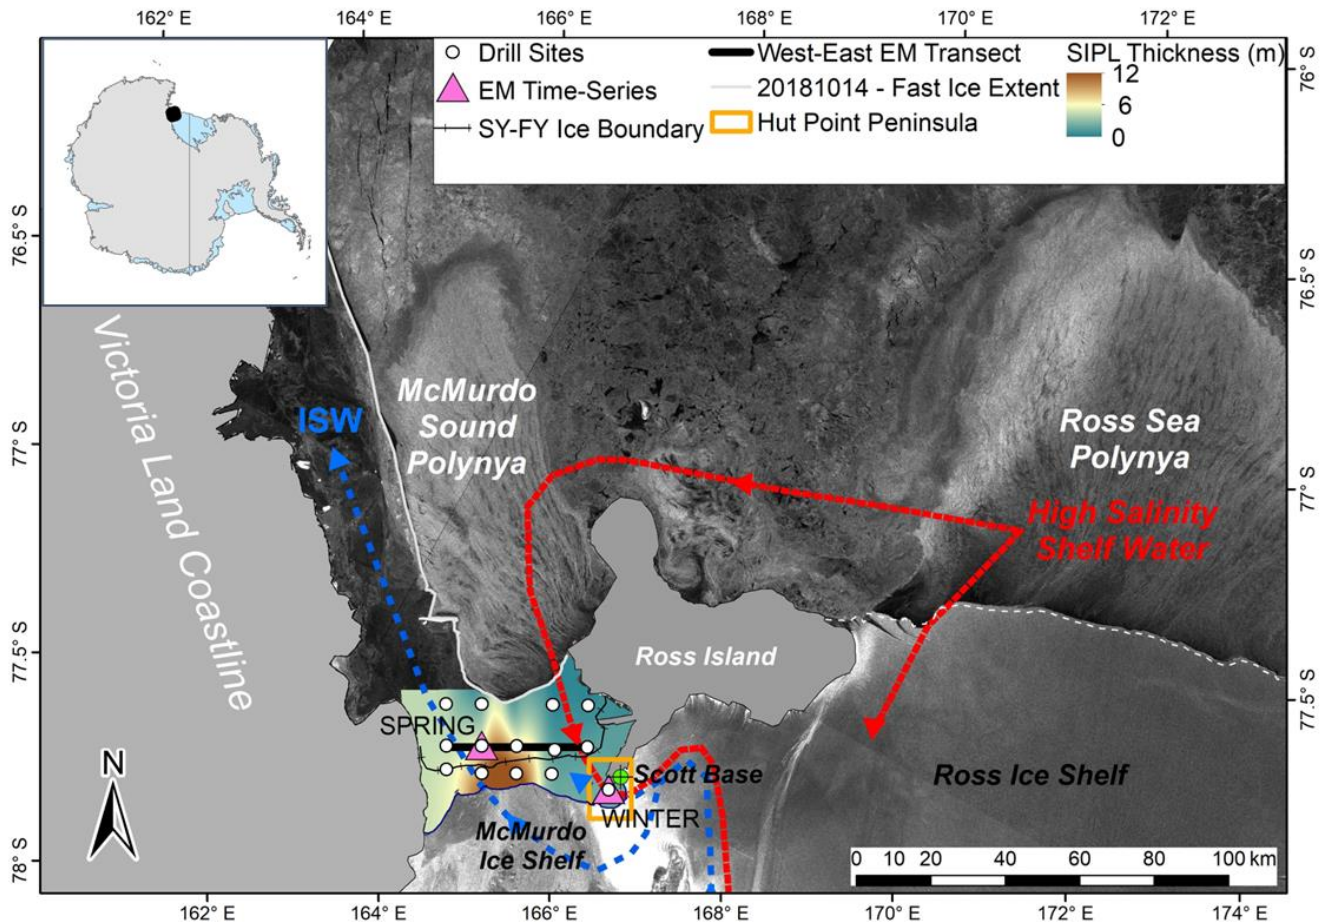 162° E 164° E 166° E 168° E 170° E 172° E
Drill Sites
EM Time-Series
SY-FY Ice Boundary
West-East EM Transect
20181014 - Fast Ice Extent
Hut Point Peninsula
SIPL Thickness (m)
12
6
0
76° S
76.5° S
76.5° S
Victoria Land Coastline
ISW
McMurdo
Sound
Polynya
Ross Sea
Polynya
High Salinity
Shelf Water
77° S
77° S
77.5° S
77.5° S
Ross Island
SPRING
Scott Base
WINTER
Ross Ice Shelf
McMurdo
Ice Shelf
N
78° S
78° S
0 10 20 40 60 80 100 km
162° E 164° E 166° E 168° E 170° E 172° E 174° E